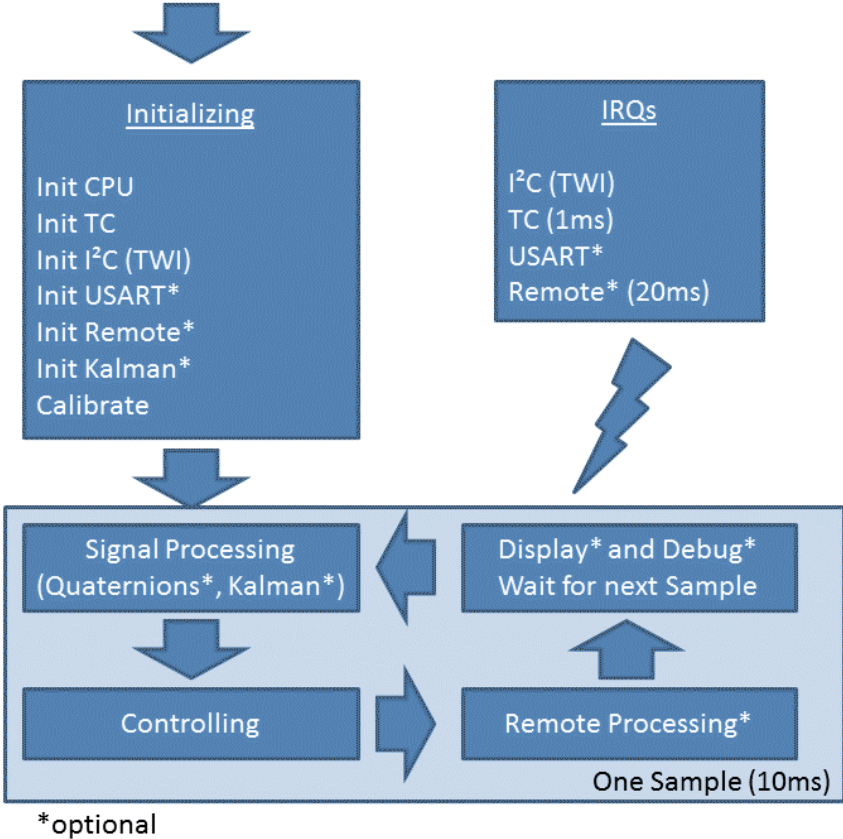 Initializing
Init CPU
Init TC
Init I²C (TWI)
Init USART*
Init Remote*
Init Kalman*
Calibrate
IRQs
I²C (TWI)
TC (1ms)
USART*
Remote* (20ms)
Signal Processing
(Quaternions*, Kalman*)
Display* and Debug*
Wait for next Sample
Controlling
Remote Processing*
One Sample (10ms)
*optional